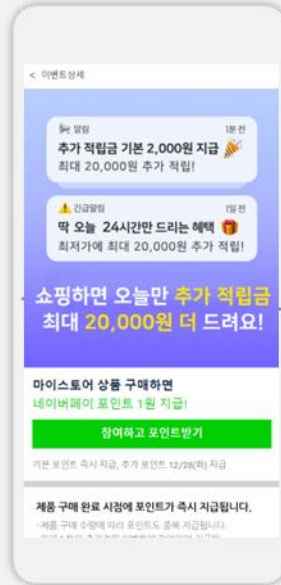 < 이벤트상세
알림 1분 전
추가 적립금 기본 2,000원 지급
최대 20,000원 추가 적립!
긴급알림 1일 전
딱 오늘 24시간만 드리는 혜택
최저가에 최대 20,000원 추가 적립!
쇼핑하면 오늘만 추가 적립금
최대 20,000원 더 드려요!
마이스토어 상품 구매하면
네이버페이 포인트 1원 지급!
참여하고 포인트받기
기본 포인트 즉시 지급, 추가 포인트 12/28(화) 지급
제품 구매 완료 시점에 포인트가 즉시 지급됩니다.
-제품 구매 수량에 따라 포인트도 중복 지급됩니다.